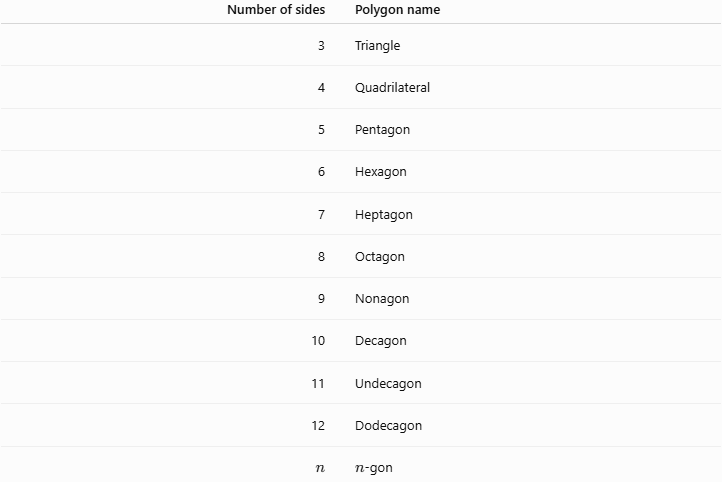 Number of sides Polygon name
3 Triangle
4 Quadrilateral
5 Pentagon
6 Hexagon
7 Heptagon
8 Octagon
9 Nonagon
10 Decagon
11 Undecagon
12 Dodecagon
n n-gon